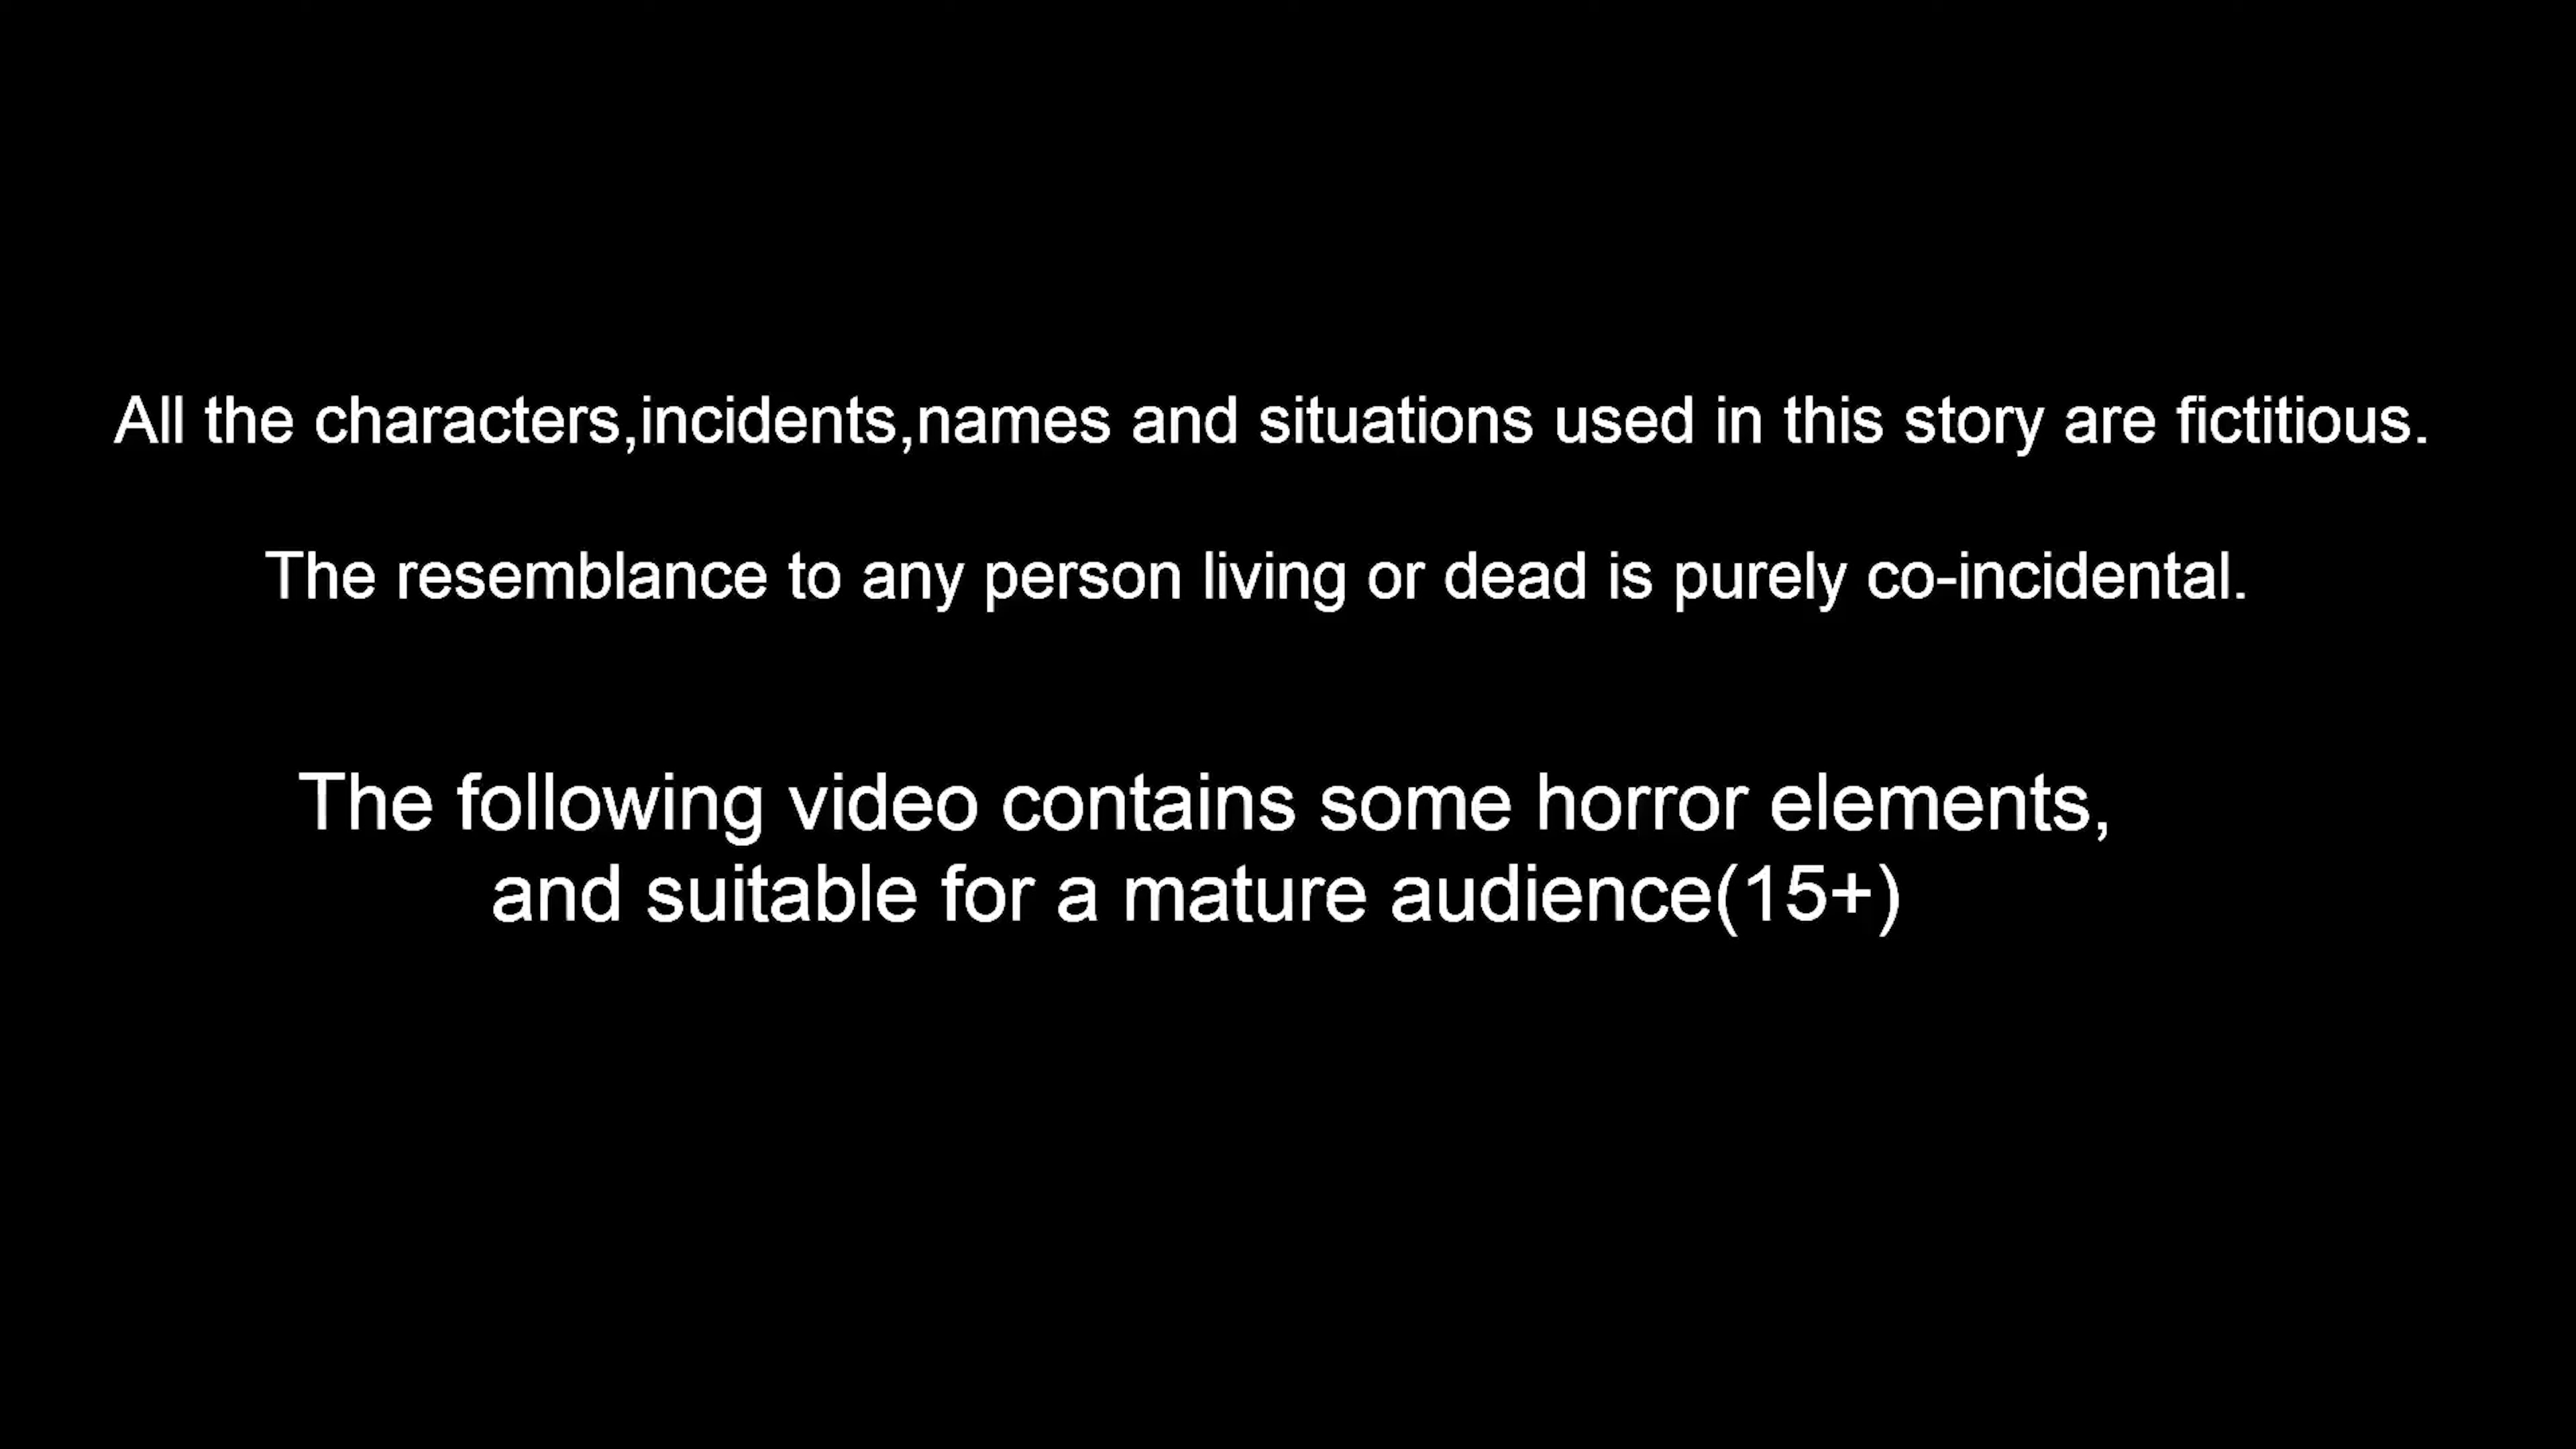 All the characters,incidents,names and situations used in this story are fictitious.
The resemblance to any person living or dead is purely co-incidental.
The following video contains some horror elements,
and suitable for a mature audience(15+)